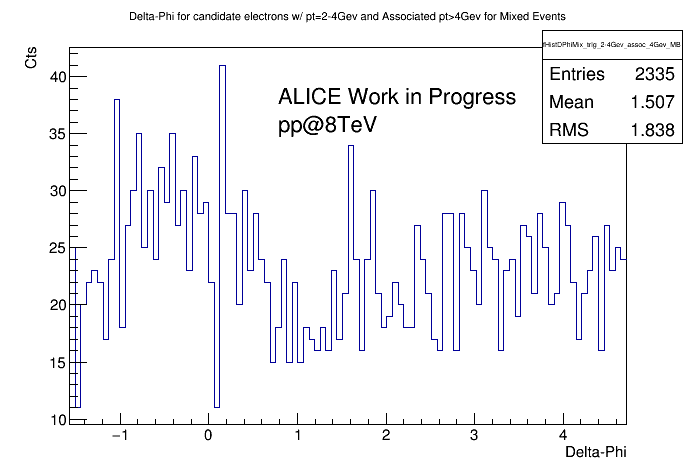 Delta-Phi for candidate electrons w/ pt=2-4Gev and Associated pt>4Gev for Mixed Events
fHistDPhiMix_trig_2-4Gev_assoc_4Gev_MB
Entries 2335
Mean 1.507
RMS 1.838
ALICE Work in Progress
pp@8TeV
Cts
40
35
30
25
20
15
10
−1 0 1 2 3 4
Delta-Phi